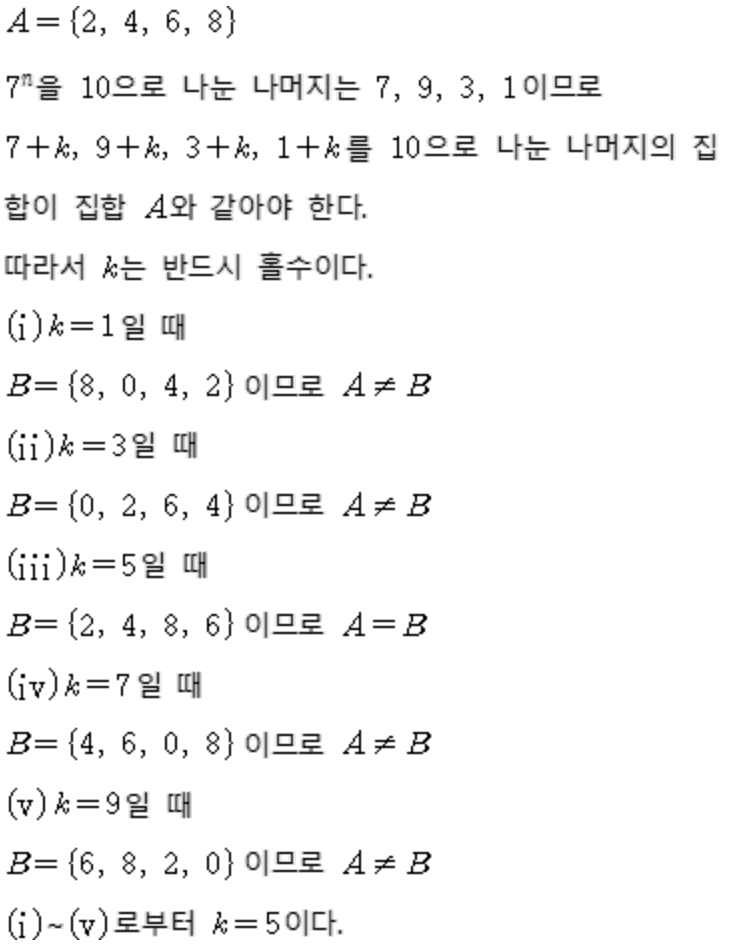 A={2, 4, 6, 8}
7ⁿ을 10으로 나눈 나머지는 7, 9, 3, 1이므로
7+k, 9+k, 3+k, 1+k를 10으로 나눈 나머지의 집
합이 집합 A와 같아야 한다.
따라서 k는 반드시 홀수이다.
(i)k=1일 때
B={8, 0, 4, 2}이므로 A≠B
(ii)k=3일 때
B={0, 2, 6, 4}이므로 A≠B
(iii)k=5일 때
B={2, 4, 8, 6}이므로 A=B
(iv)k=7일 때
B={4, 6, 0, 8}이므로 A≠B
(v)k=9일 때
B={6, 8, 2, 0}이므로 A≠B
(i)~(v)로부터 k=5이다.